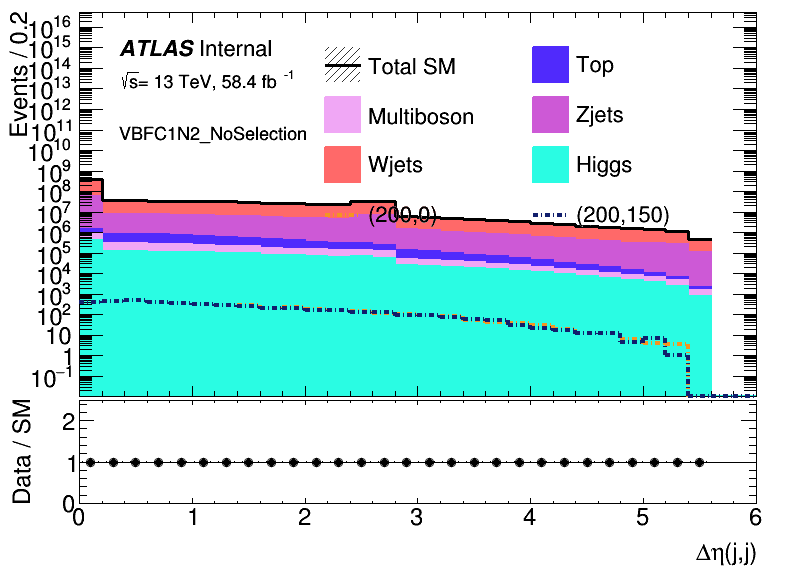 Events / 0.2
10^16
10^15
10^14
10^13
10^12
10^11
10^10
10^9
10^8
10^7
10^6
10^5
10^4
10^3
10^2
10
1
10^−1
ATLAS Internal
√s= 13 TeV, 58.4 fb^-1
VBFC1N2_NoSelection
Total SM
Top
Multiboson
Zjets
Wjets
Higgs
(200,0)
(200,150)
Data / SM
2
1
0
0 1 2 3 4 5 6
Δη(j,j)